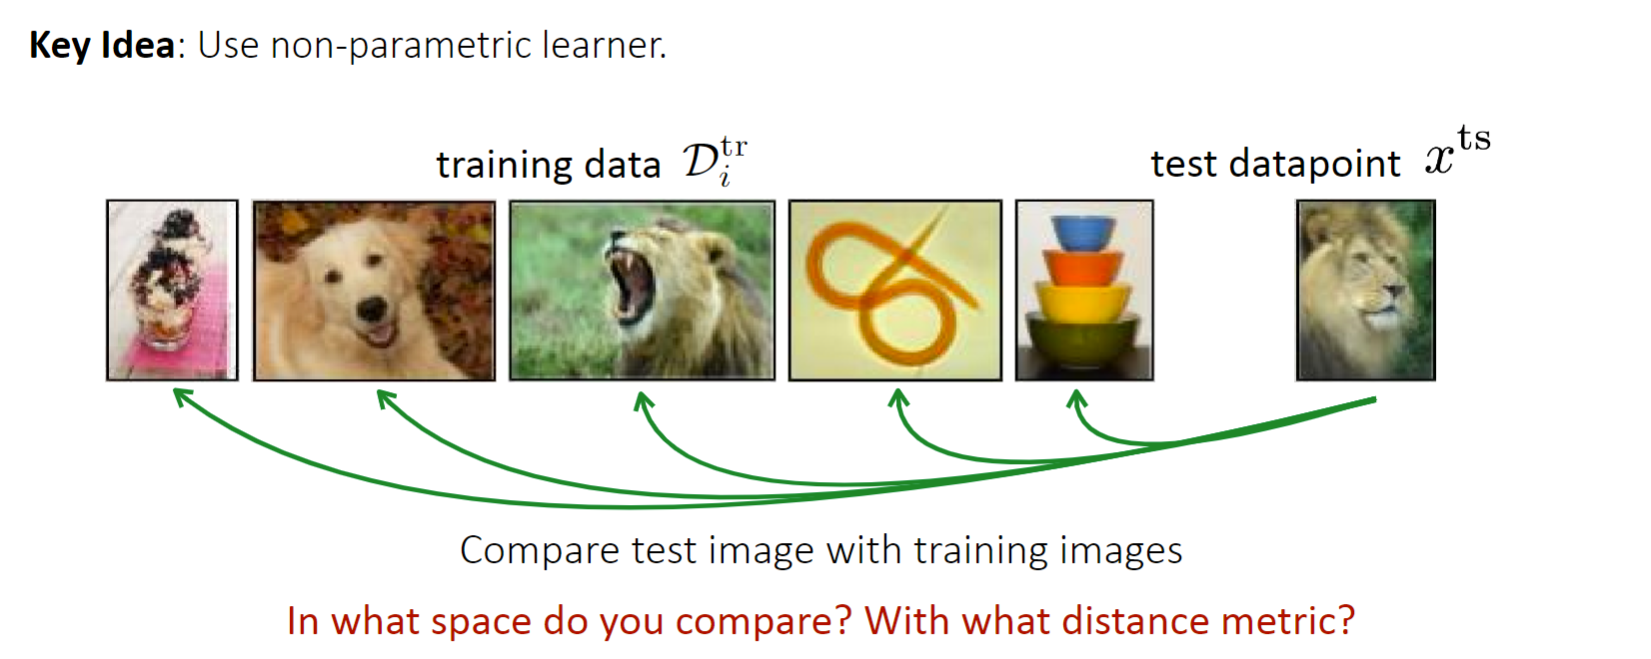 Key Idea: Use non-parametric learner.
training data $\mathcal{D}_i^{\text{tr}}$
test datapoint $x^{\text{ts}}$
Compare test image with training images
In what space do you compare? With what distance metric?